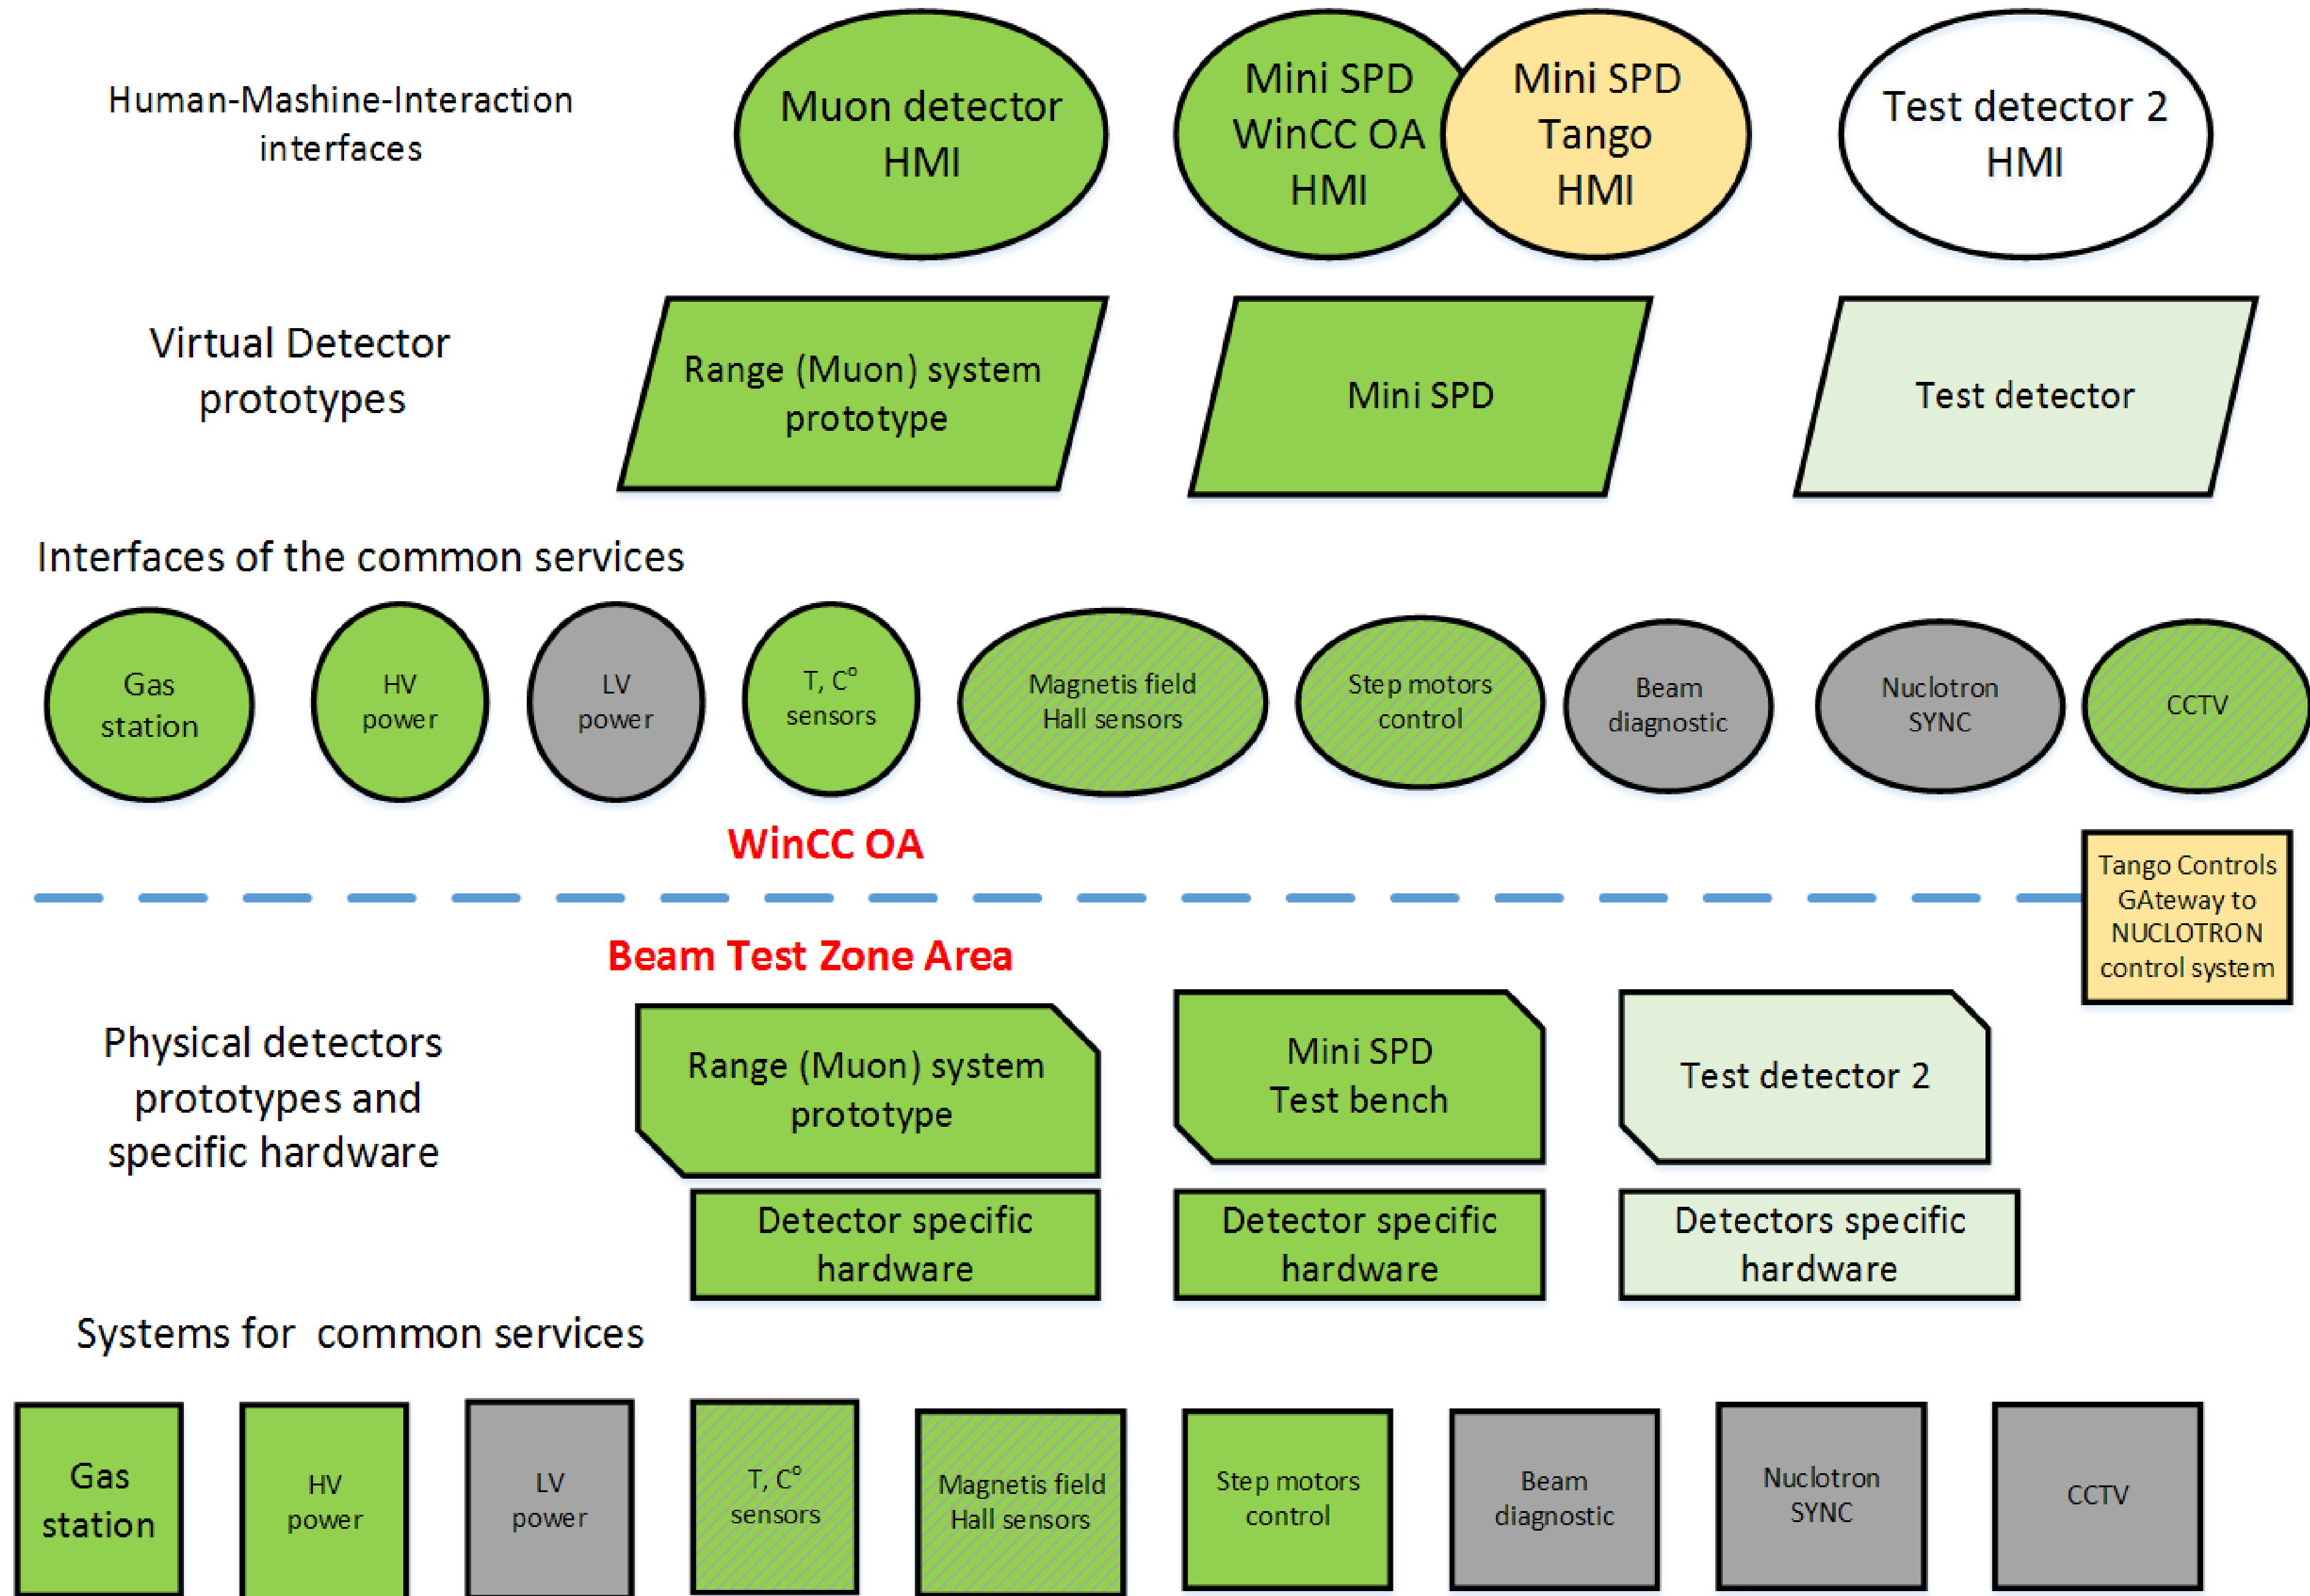 Human-Mashine-Interaction
interfaces
Muon detector
HMI
Mini SPD
WinCC OA
HMI
Mini SPD
Tango
HMI
Test detector 2
HMI
Virtual Detector
prototypes
Range (Muon) system
prototype
Mini SPD
Test detector
Interfaces of the common services
Gas
station
HV
power
LV
power
T, Cº
sensors
Magnetis field
Hall sensors
Step motors
control
Beam
diagnostic
Nuclotron
SYNC
CCTV
WinCC OA
Tango Controls
GAteway to
NUCLOTRON
control system
Beam Test Zone Area
Physical detectors
prototypes and
specific hardware
Range (Muon) system
prototype
Mini SPD
Test bench
Test detector 2
Detector specific
hardware
Detector specific
hardware
Detectors specific
hardware
Systems for  common services
Gas
station
HV
power
LV
power
T, Cº
sensors
Magnetis field
Hall sensors
Step motors
control
Beam
diagnostic
Nuclotron
SYNC
CCTV